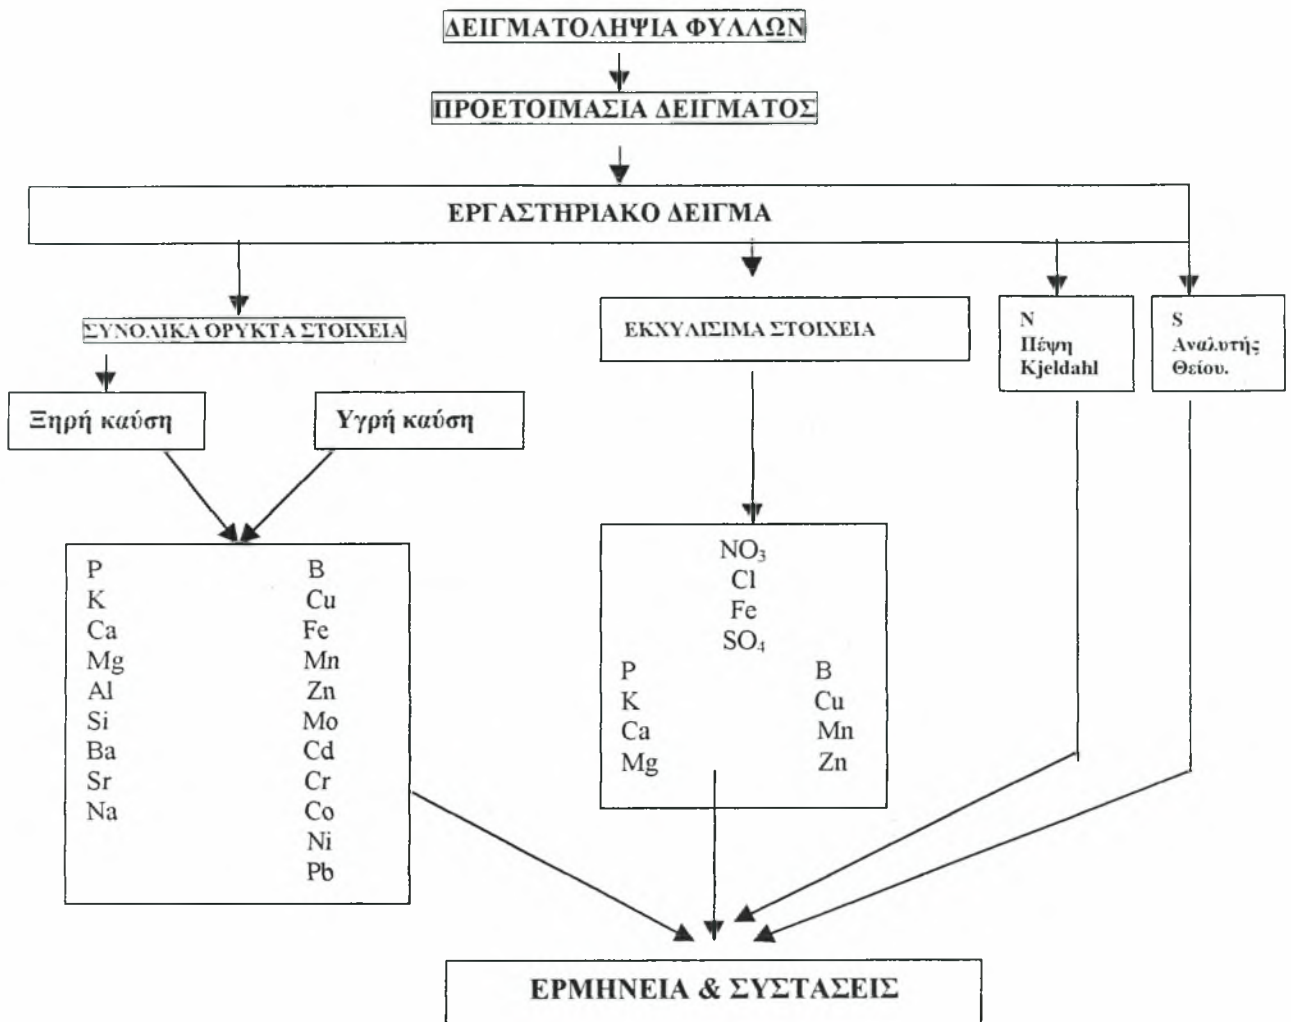 ΔΕΙΓΜΑΤΟΛΗΨΙΑ ΦΥΛΛΩΝ
ΠΡΟΕΤΟΙΜΑΣΙΑ ΔΕΙΓΜΑΤΟΣ
ΕΡΓΑΣΤΗΡΙΑΚΟ ΔΕΙΓΜΑ
ΣΥΝΟΛΙΚΑ ΟΡΥΚΤΑ ΣΤΟΙΧΕΙΑ
ΕΚΧΥΛΙΣΙΜΑ ΣΤΟΙΧΕΙΑ
N
Πέψη
Kjeldahl
S
Αναλυτής
Θείου.
Ξηρή καύση
Υγρή καύση
P B
K Cu
Ca Fe
Mg Mn
Al Zn
Si Mo
Ba Cd
Sr Cr
Na Co
Ni
Pb
NO₃
Cl
Fe
SO₄
P B
K Cu
Ca Mn
Mg Zn
ΕΡΜΗΝΕΙΑ & ΣΥΣΤΑΣΕΙΣ